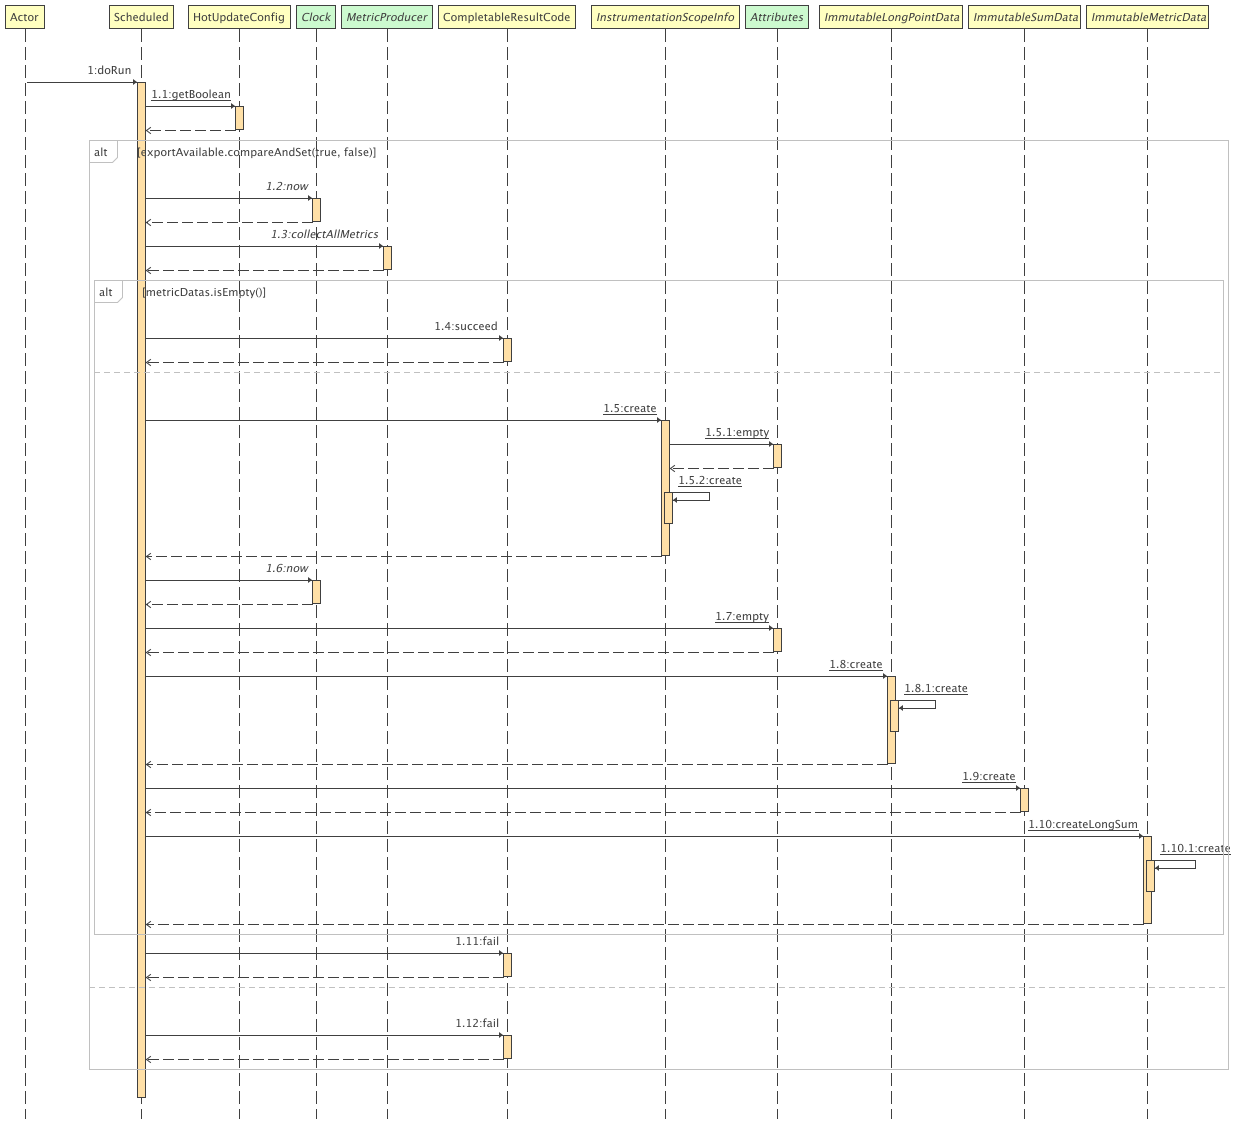 Actor
Scheduled
HotUpdateConfig
Clock
MetricProducer
CompletableResultCode
InstrumentationScopeInfo
Attributes
ImmutableLongPointData
ImmutableSumData
ImmutableMetricData
1:doRun
1.1:getBoolean
alt
[exportAvailable.compareAndSet(true, false)]
1.2:now
1.3:collectAllMetrics
alt
[metricDatas.isEmpty()]
1.4:succeed
1.5:create
1.5.1:empty
1.5.2:create
1.6:now
1.7:empty
1.8:create
1.8.1:create
1.9:create
1.10:createLongSum
1.10.1:create
1.11:fail
1.12:fail